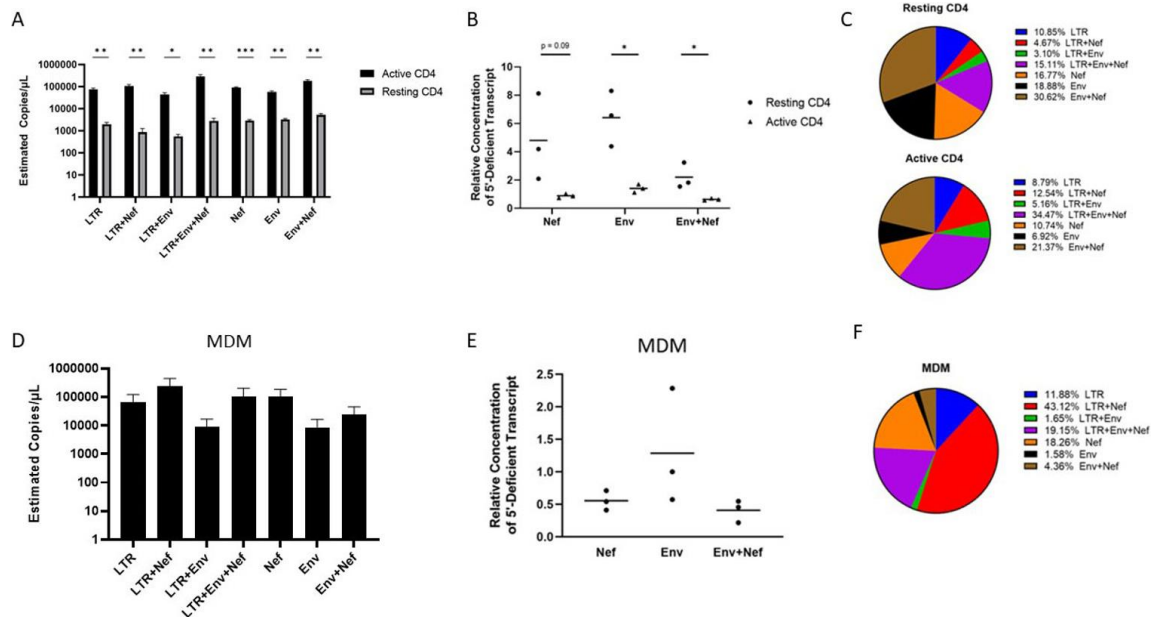 A
** ** * ** *** ** **
Estimated Copies/µL
1000000
100000
10000
1000
100
10
1
LTR
LTR+Nef
LTR+Env
LTR+Env+Nef
Nef
Env
Env+Nef
Active CD4
Resting CD4
B
p = 0.09 * *
Relative Concentration
of 5'-Deficient Transcript
10
8
6
4
2
0
Nef Env Env+Nef
Resting CD4
Active CD4
C
Resting CD4
10.85% LTR
4.67% LTR+Nef
3.10% LTR+Env
15.11% LTR+Env+Nef
16.77% Nef
18.88% Env
30.62% Env+Nef
Active CD4
8.79% LTR
12.54% LTR+Nef
5.16% LTR+Env
34.47% LTR+Env+Nef
10.74% Nef
6.92% Env
21.37% Env+Nef
D
MDM
Estimated Copies/µL
1000000
100000
10000
1000
100
10
1
LTR
LTR+Nef
LTR+Env
LTR+Env+Nef
Nef
Env
Env+Nef
E
MDM
Relative Concentration
of 5'-Deficient Transcript
2.5
2.0
1.5
1.0
0.5
0.0
Nef Env Env+Nef
F
MDM
11.88% LTR
43.12% LTR+Nef
1.65% LTR+Env
19.15% LTR+Env+Nef
18.26% Nef
1.58% Env
4.36% Env+Nef